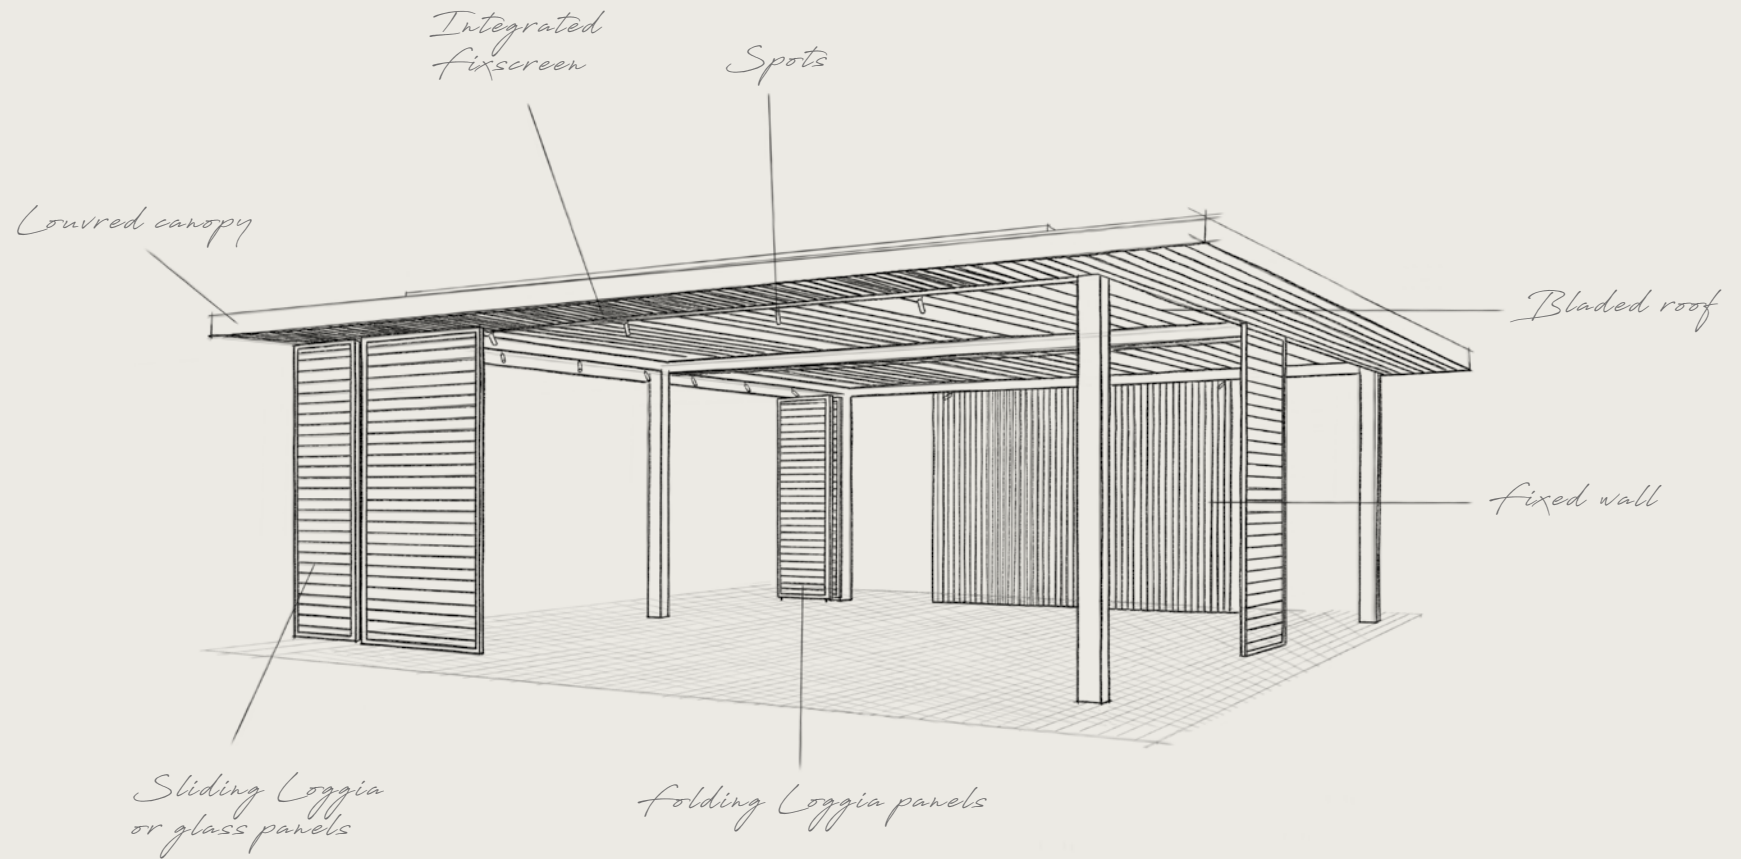 Integrated
fixscreen
Spots
Louvred canopy
Bladed roof
fixed wall
Sliding Loggia
or glass panels
folding Loggia panels